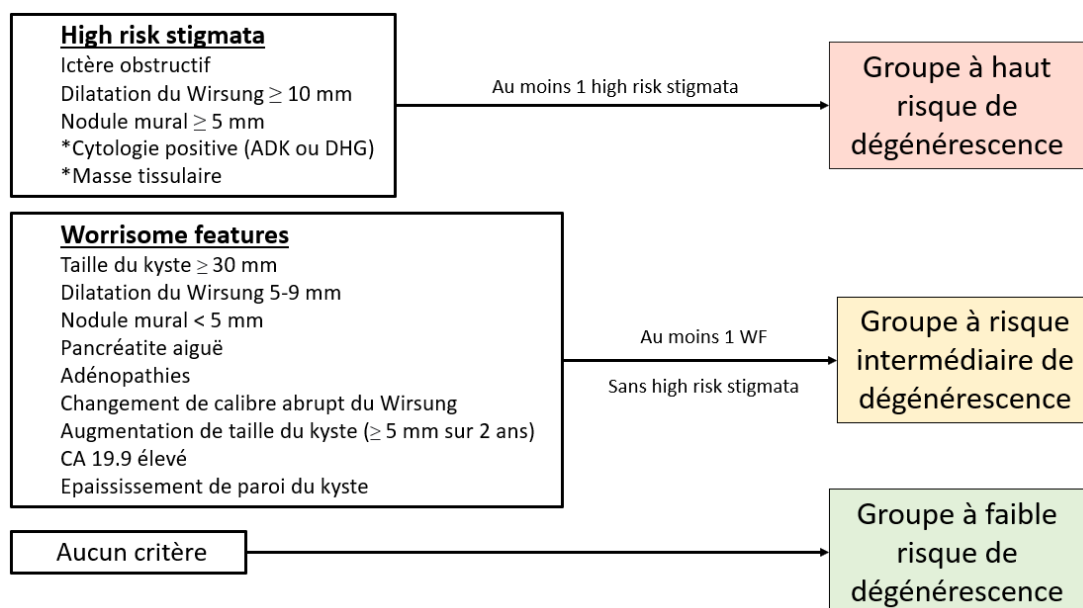 High risk stigmata
Ictère obstructif
Dilatation du Wirsung ≥ 10 mm
Nodule mural ≥ 5 mm
*Cytologie positive (ADK ou DHG)
*Masse tissulaire
Au moins 1 high risk stigmata
Groupe à haut
risque de
dégénérescence
Worrisome features
Taille du kyste ≥ 30 mm
Dilatation du Wirsung 5-9 mm
Nodule mural < 5 mm
Pancréatite aiguë
Adénopathies
Changement de calibre abrupt du Wirsung
Augmentation de taille du kyste (≥ 5 mm sur 2 ans)
CA 19.9 élevé
Epaississement de paroi du kyste
Au moins 1 WF
Sans high risk stigmata
Groupe à risque
intermédiaire de
dégénérescence
Aucun critère
Groupe à faible
risque de
dégénérescence